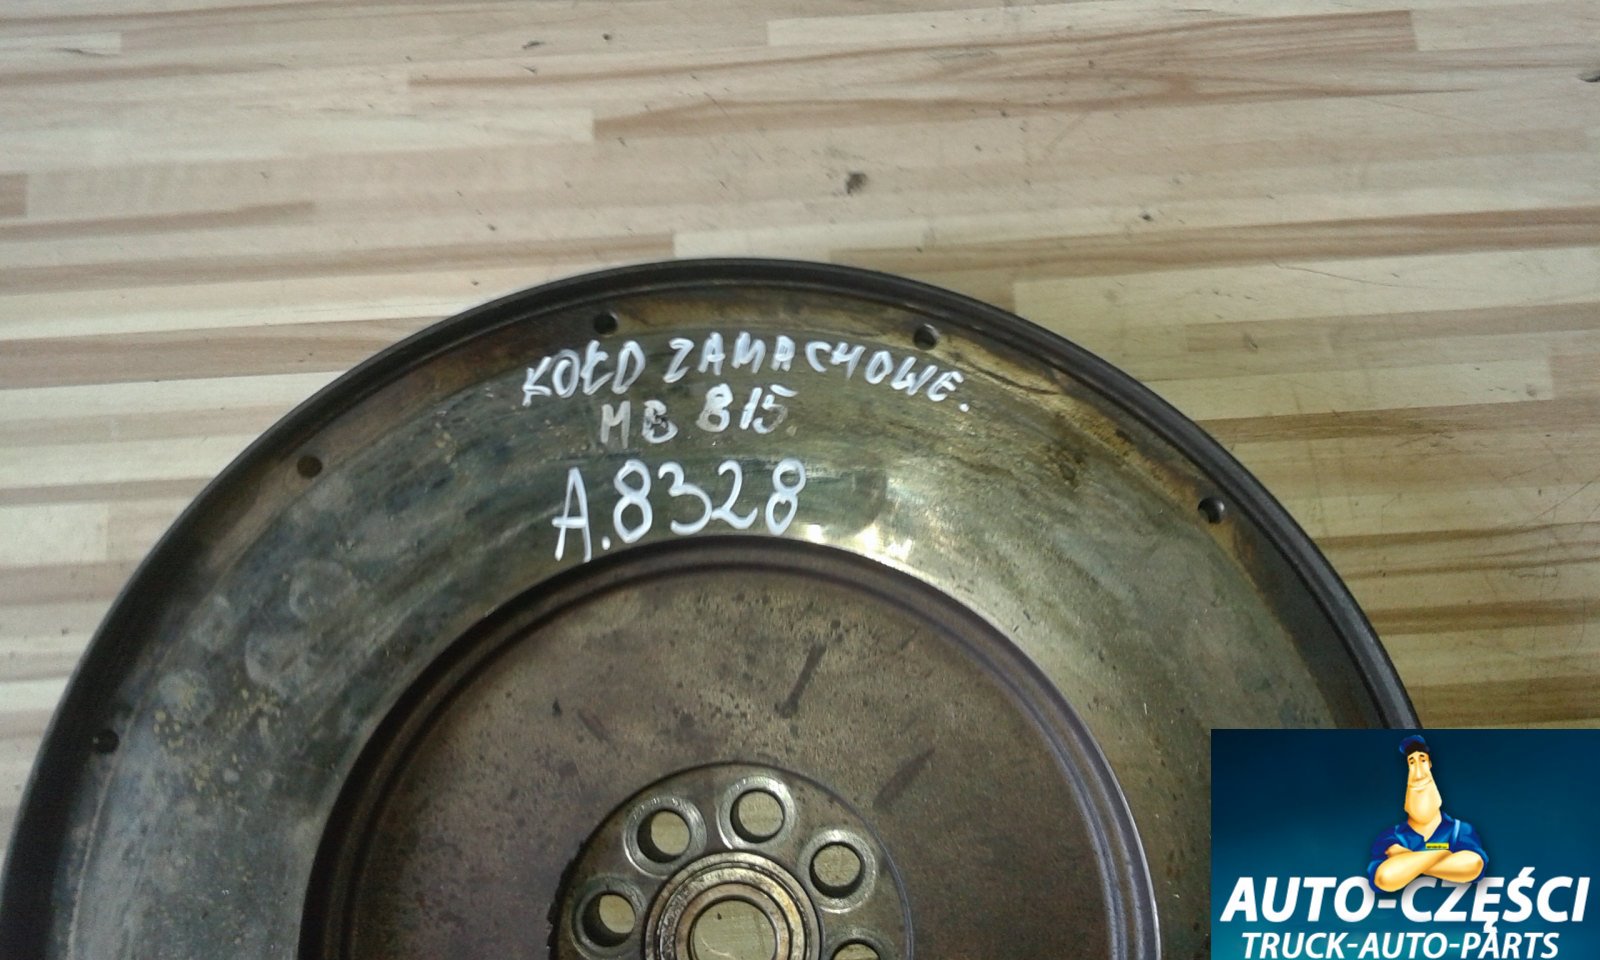 KOŁO ZAMACHOWE.
MB 815
A.8328
AUTO-CZĘŚCI
TRUCK-AUTO-PARTS